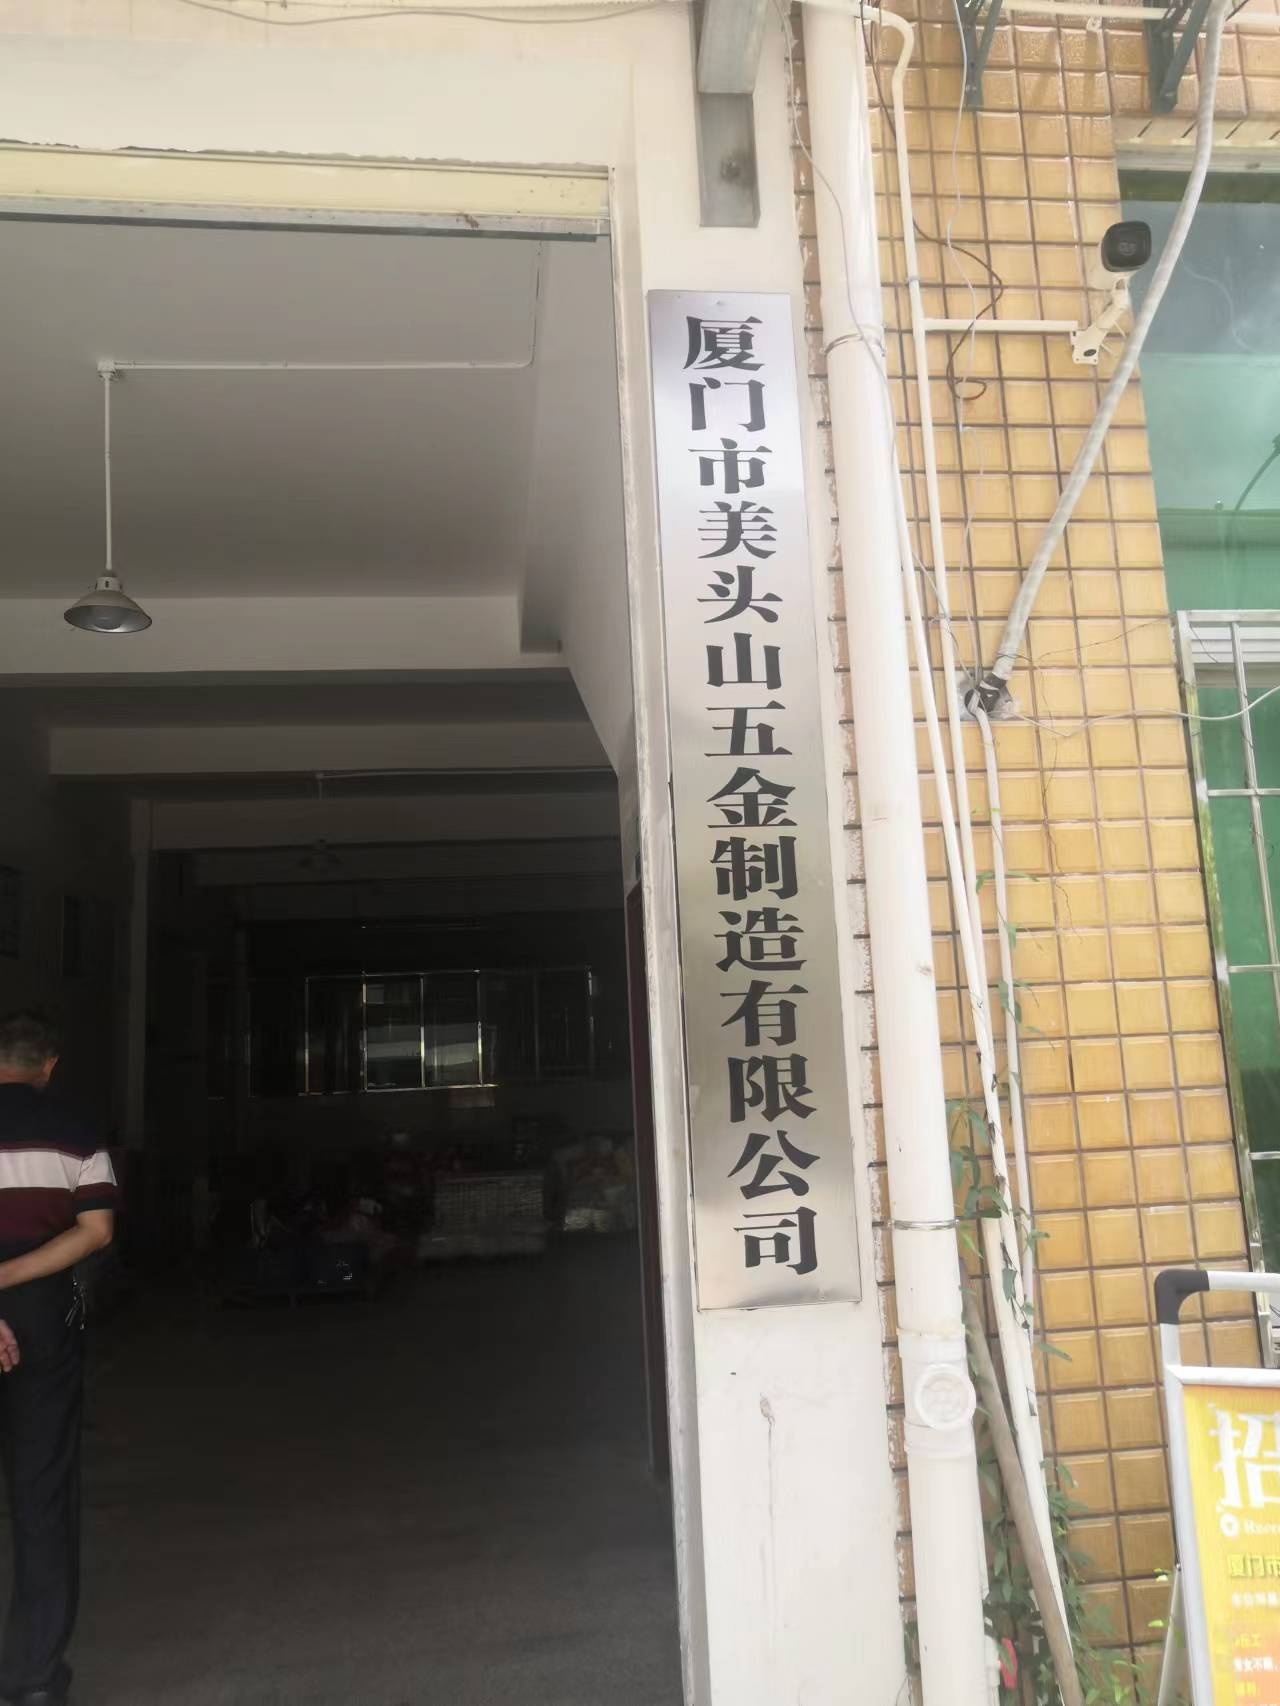 厦门市美头山五金制造有限公司
招
厦门市